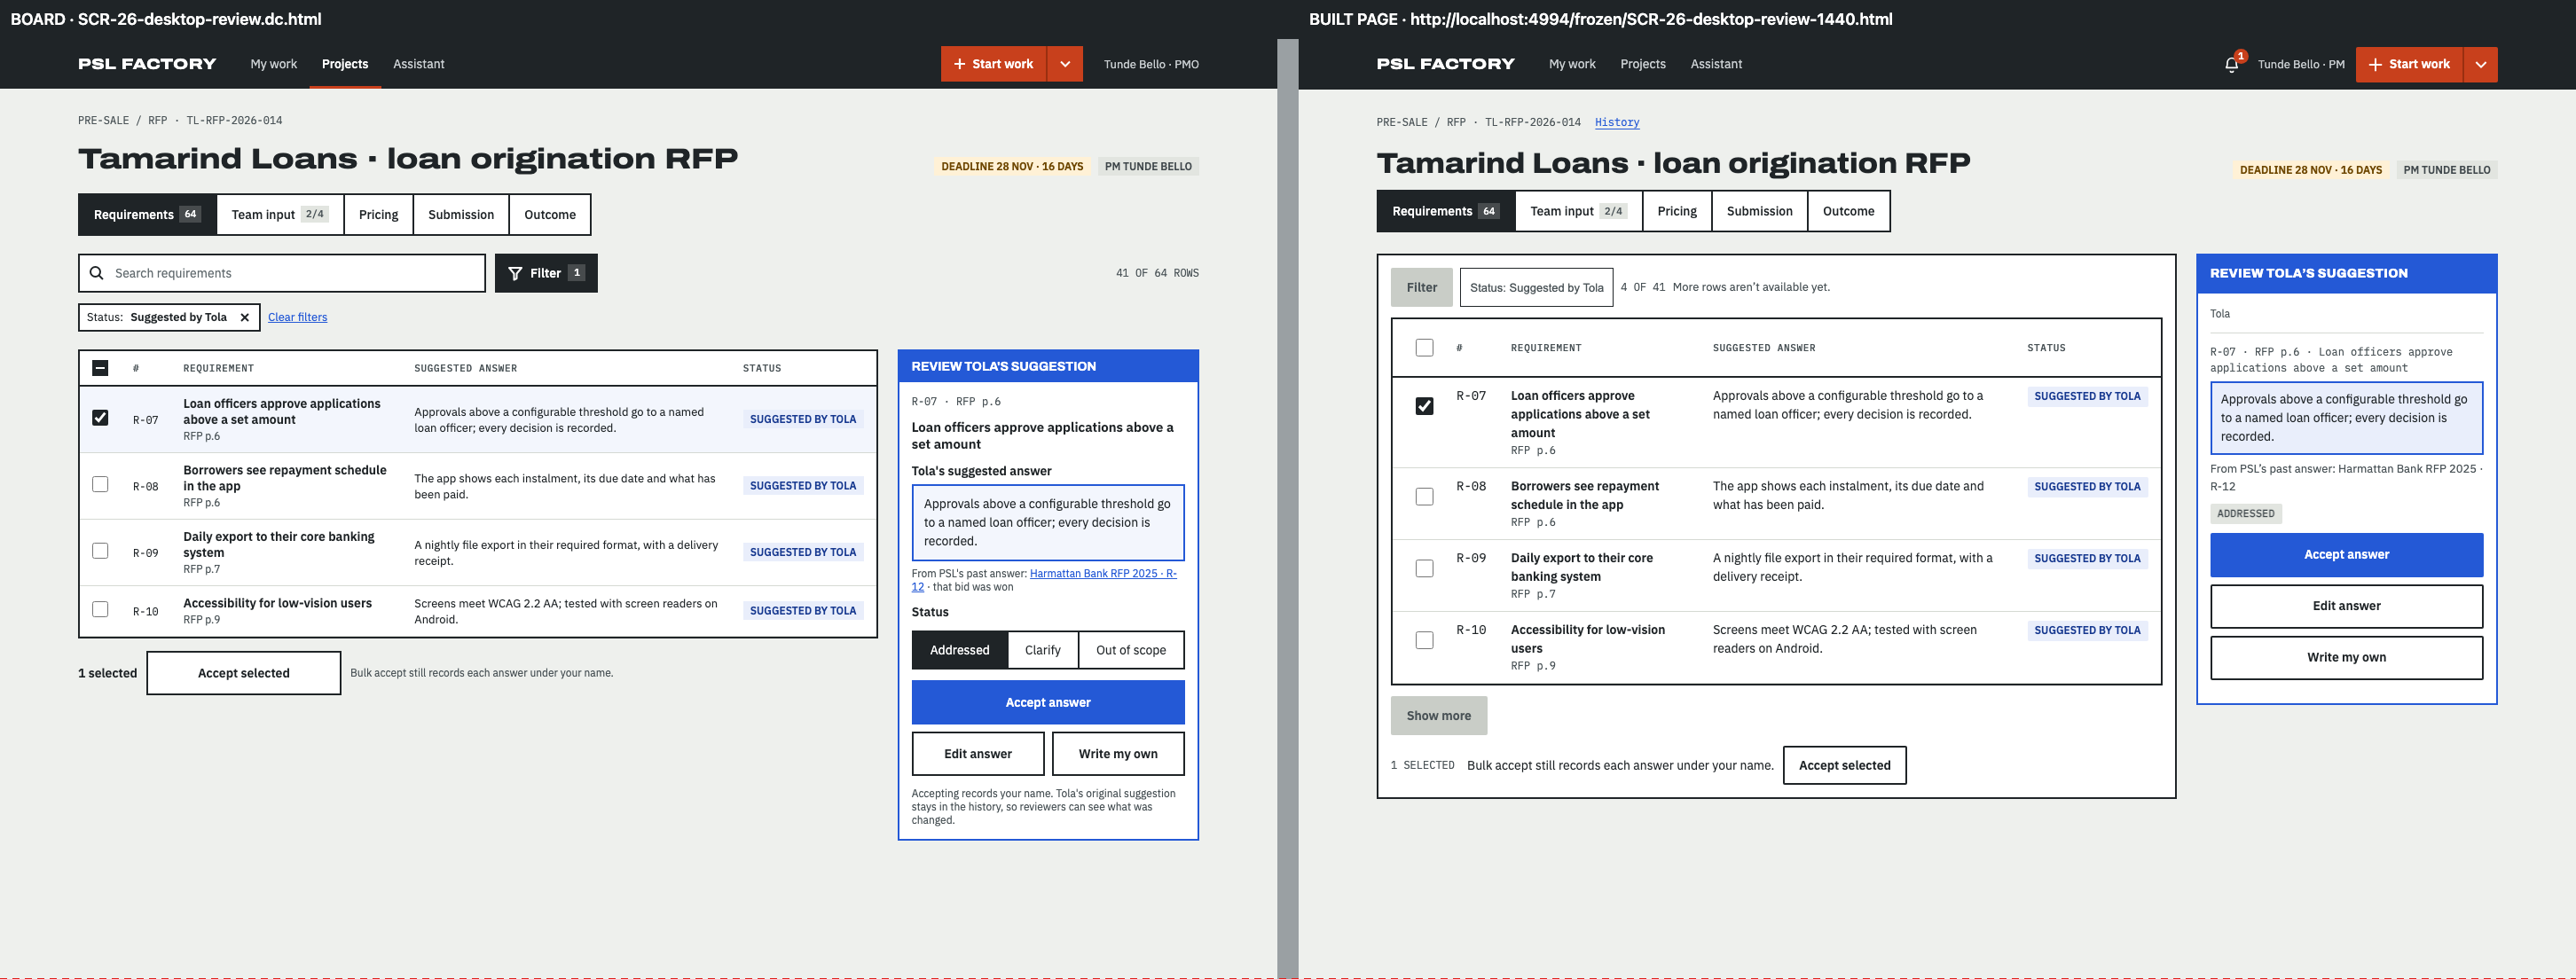 BOARD · SCR-26-desktop-review.dc.html
PSL FACTORY My work Projects Assistant + Start work Tunde Bello · PMO
PRE-SALE / RFP · TL-RFP-2026-014
Tamarind Loans · loan origination RFP
DEADLINE 28 NOV · 16 DAYS PM TUNDE BELLO
Requirements 64 Team input 2/4 Pricing Submission Outcome
Search requirements Filter 1 41 OF 64 ROWS
Status: Suggested by Tola × Clear filters
# REQUIREMENT SUGGESTED ANSWER STATUS
R-07
Loan officers approve applications
above a set amount
RFP p.6
Approvals above a configurable threshold go to a named
loan officer; every decision is recorded.
SUGGESTED BY TOLA
R-08
Borrowers see repayment schedule
in the app
RFP p.6
The app shows each instalment, its due date and what has
been paid.
SUGGESTED BY TOLA
R-09
Daily export to their core banking
system
RFP p.7
A nightly file export in their required format, with a delivery
receipt.
SUGGESTED BY TOLA
R-10
Accessibility for low-vision users
RFP p.9
Screens meet WCAG 2.2 AA; tested with screen readers on
Android.
SUGGESTED BY TOLA
1 selected Accept selected Bulk accept still records each answer under your name.
REVIEW TOLA'S SUGGESTION
R-07 · RFP p.6
Loan officers approve applications above a
set amount
Tola's suggested answer
Approvals above a configurable threshold go
to a named loan officer; every decision is
recorded.
From PSL's past answer: Harmattan Bank RFP 2025 · R-
12 · that bid was won
Status
Addressed Clarify Out of scope
Accept answer
Edit answer Write my own
Accepting records your name. Tola's original suggestion
stays in the history, so reviewers can see what was
changed.
BUILT PAGE · http://localhost:4994/frozen/SCR-26-desktop-review-1440.html
PSL FACTORY My work Projects Assistant 1 Tunde Bello · PM + Start work
PRE-SALE / RFP · TL-RFP-2026-014 History
Tamarind Loans · loan origination RFP
DEADLINE 28 NOV · 16 DAYS PM TUNDE BELLO
Requirements 64 Team input 2/4 Pricing Submission Outcome
Filter Status: Suggested by Tola 4 OF 41 More rows aren’t available yet.
# REQUIREMENT SUGGESTED ANSWER STATUS
R-07
Loan officers approve
applications above a set
amount
RFP p.6
Approvals above a configurable threshold go to a
named loan officer; every decision is recorded.
SUGGESTED BY TOLA
R-08
Borrowers see repayment
schedule in the app
RFP p.6
The app shows each instalment, its due date and
what has been paid.
SUGGESTED BY TOLA
R-09
Daily export to their core
banking system
RFP p.7
A nightly file export in their required format, with a
delivery receipt.
SUGGESTED BY TOLA
R-10
Accessibility for low-vision
users
RFP p.9
Screens meet WCAG 2.2 AA; tested with screen
readers on Android.
SUGGESTED BY TOLA
Show more
1 SELECTED Bulk accept still records each answer under your name. Accept selected
REVIEW TOLA’S SUGGESTION
Tola
R-07 · RFP p.6 · Loan officers approve
applications above a set amount
Approvals above a configurable threshold go
to a named loan officer; every decision is
recorded.
From PSL’s past answer: Harmattan Bank RFP 2025 ·
R-12
ADDRESSED
Accept answer
Edit answer
Write my own